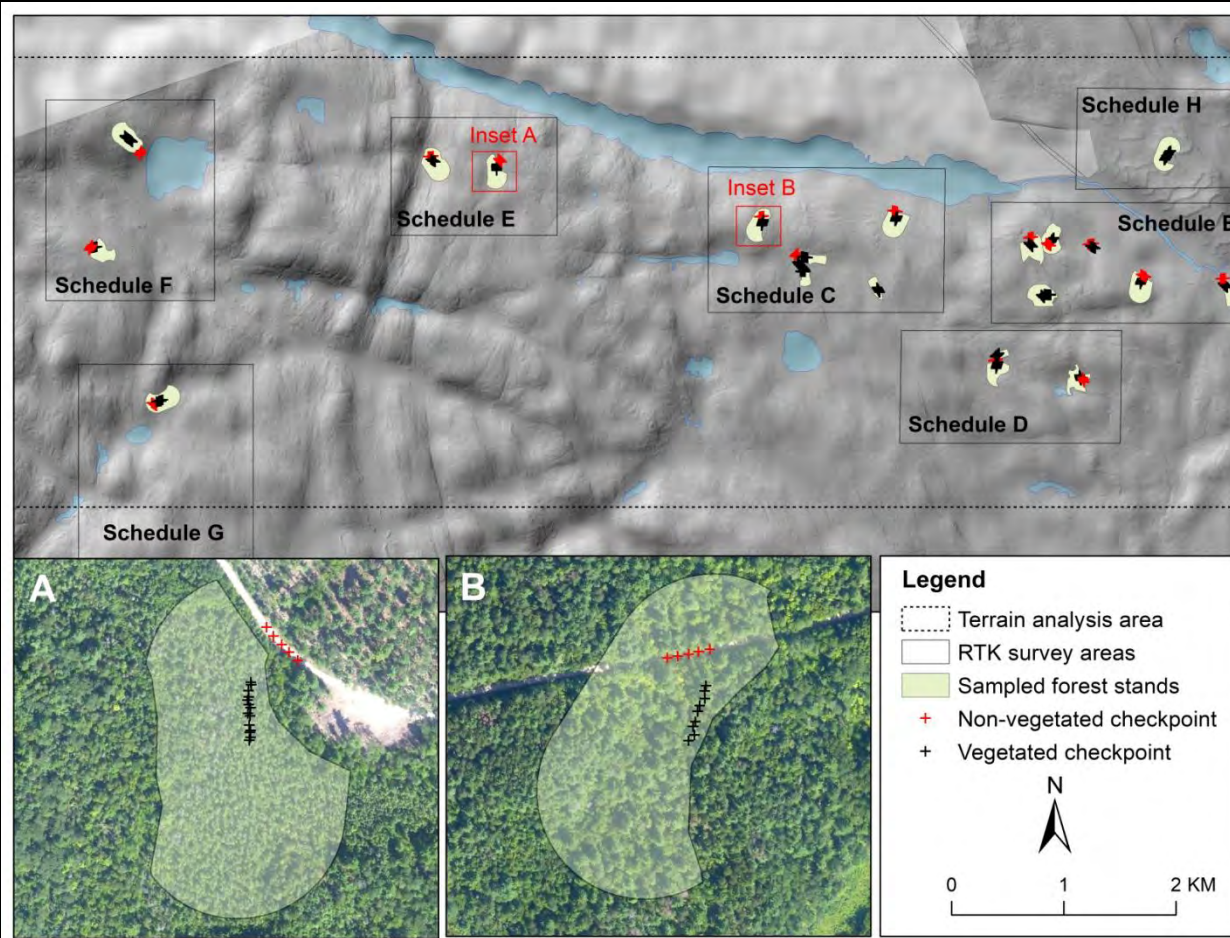 Schedule H
Inset A
Inset B
Schedule E
Schedule
Schedule F
Schedule C
Schedule D
Schedule G
A
B
Legend
Terrain analysis area
RTK survey areas
Sampled forest stands
Non-vegetated checkpoint
Vegetated checkpoint
N
0 1 2 KM